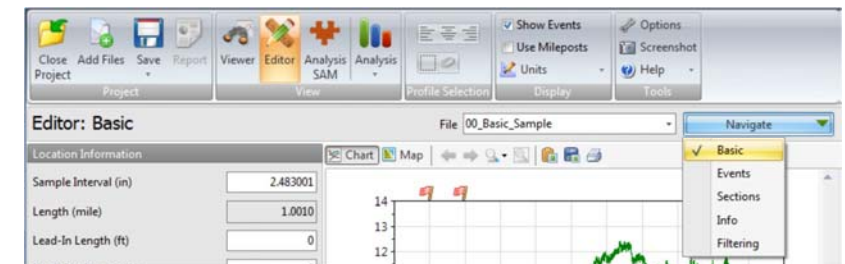 Close Project Add Files Save Report Viewer Editor Analysis SAM Analysis Show Events Use Mileposts Units Options Screenshot Help
Project View Profile Selection Display Tools
Editor: Basic File 00_Basic_Sample Navigate
Location Information Chart Map ✓ Basic
Sample Interval (in) 2.483001 Events
Length (mile) 1.0010 14 Sections
Lead-In Length (ft) 0 13 Info
12 Filtering